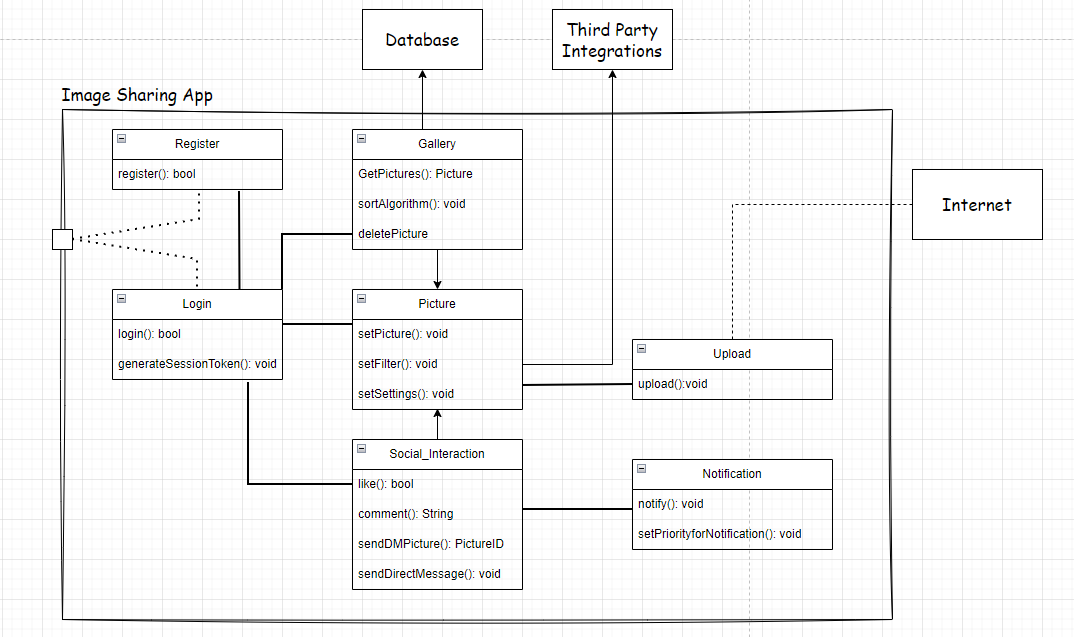 Database
Third Party
Integrations
Image Sharing App
Register
register(): bool
Gallery
GetPictures(): Picture
sortAlgorithm(): void
deletePicture
Internet
Login
login(): bool
generateSessionToken(): void
Picture
setPicture(): void
setFilter(): void
setSettings(): void
Upload
upload():void
Social_Interaction
like(): bool
comment(): String
sendDMPicture(): PictureID
sendDirectMessage(): void
Notification
notify(): void
setPriorityforNotification(): void